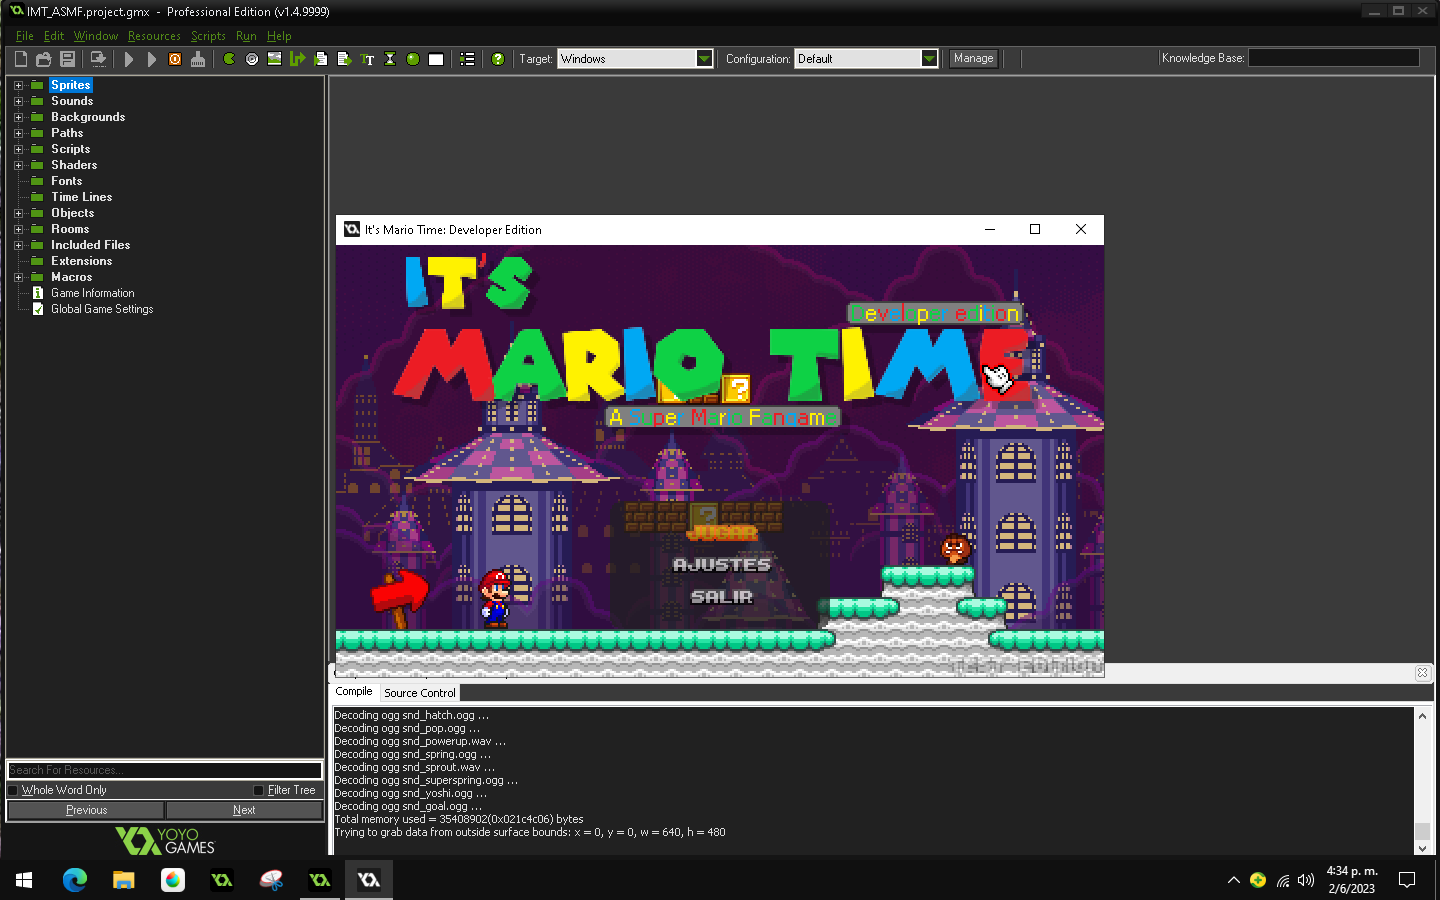 IMT_ASMF.project.gmx - Professional Edition (v1.4.9999)
File Edit Window Resources Scripts Run Help
Target: Windows Configuration: Default Manage Knowledge Base:
Sprites
Sounds
Backgrounds
Paths
Scripts
Shaders
Fonts
Time Lines
Objects
Rooms
Included Files
Extensions
Macros
Game Information
Global Game Settings
It's Mario Time: Developer Edition
IT'S
Developer edition
MARIO TIME
A Super Mario Fangame
JUGAR
AJUSTES
SALIR
TEST EDITION
Compile Source Control
Decoding ogg snd_hatch.ogg ...
Decoding ogg snd_pop.ogg ...
Decoding ogg snd_powerup.wav ...
Decoding ogg snd_spring.ogg ...
Decoding ogg snd_sprout.wav ...
Decoding ogg snd_superspring.ogg ...
Decoding ogg snd_yoshi.ogg ...
Decoding ogg snd_goal.ogg ...
Total memory used = 35408902(0x021c4c06) bytes
Trying to grab data from outside surface bounds: x = 0, y = 0, w = 640, h = 480
Search For Resources...
Whole Word Only Filter Tree
Previous Next
YOYO
GAMES
4:34 p. m.
2/6/2023